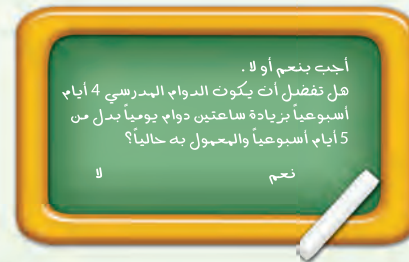 أجب بنعم أو لا .
هل تفضل أن يكون الدوام المدرسي 4 أيام
أسبوعياً بزيادة ساعتين دوام يومياً بدل من
5 أيام أسبوعياً والمعمول به حالياً؟
نعم لا